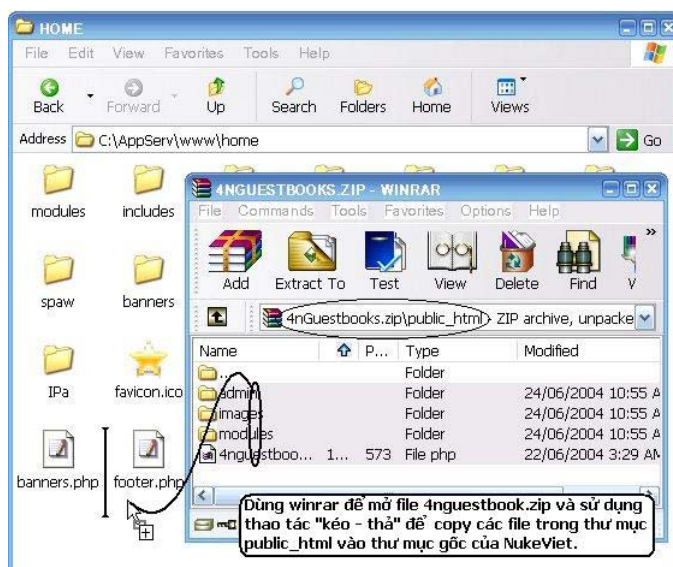 HOME
File Edit View Favorites Tools Help
Back Forward Up Search Folders Home Views
Address C:\AppServ\www\home Go
modules includes
spaw banners
IPa favicon.ico
banners.php footer.php
4NGUESTBOOKS.ZIP - WINRAR
File Commands Tools Favorites Options Help
Add Extract To Test View Delete Find V
4nGuestbooks.zip\public_html - ZIP archive, unpacke
Name P... Type Modified
.. Folder
admin Folder 24/06/2004 10:55 A
images Folder 24/06/2004 10:55 A
modules Folder 24/06/2004 10:55 A
4nguestboo... 1... 573 File php 22/06/2004 3:29 AM
Dùng winrar để mở file 4nguestbook.zip và sử dụng
thao tác "kéo - thả" để copy các file trong thư mục
public_html vào thư mục gốc của NukeViet.